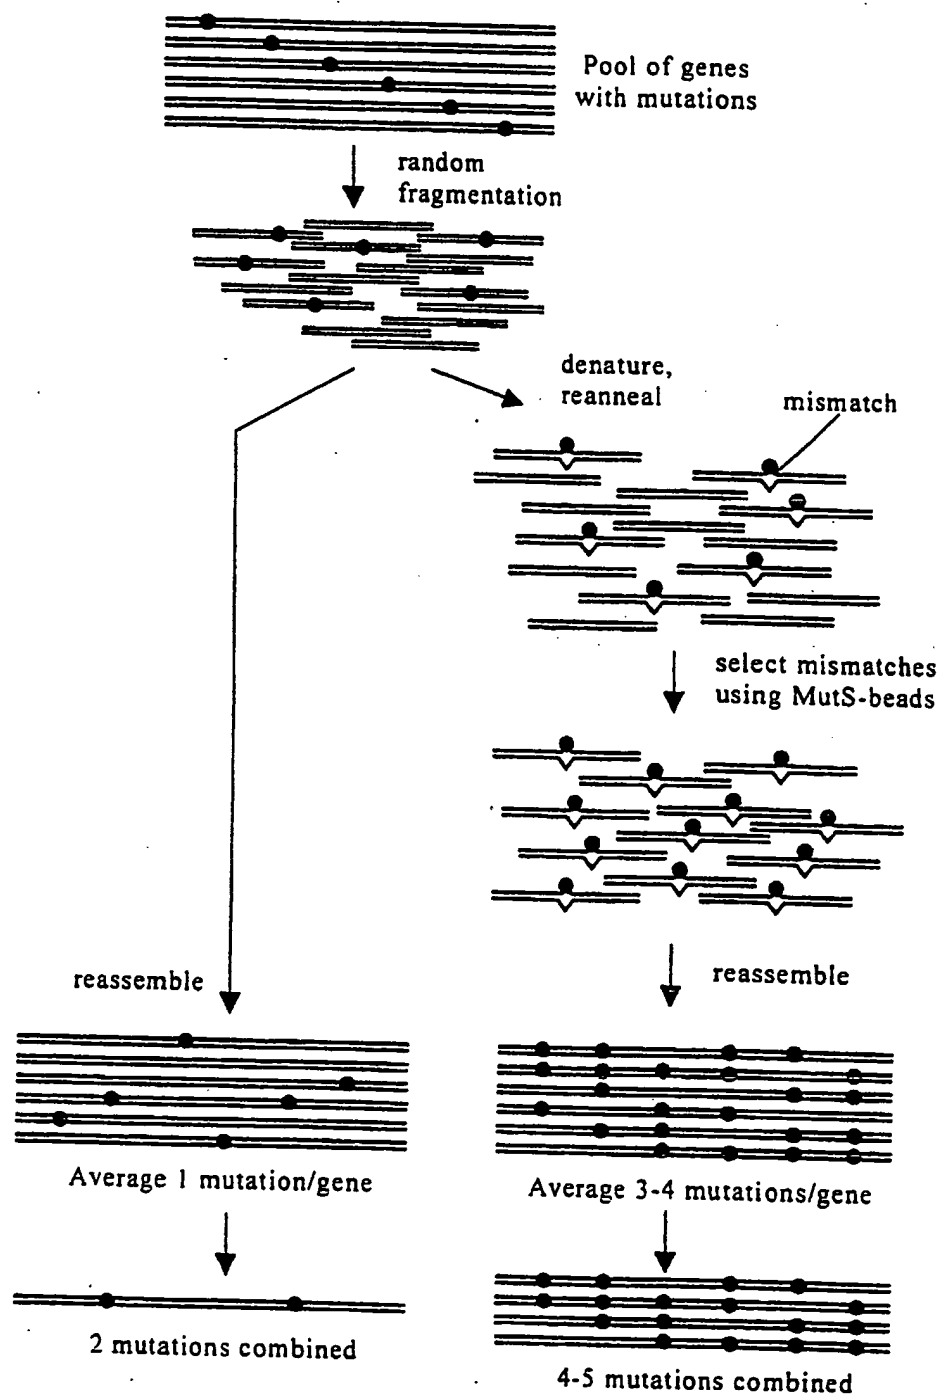 Pool of genes
with mutations
random
fragmentation
denature,
reanneal
mismatch
select mismatches
using MutS-beads
reassemble
reassemble
Average 1 mutation/gene
Average 3-4 mutations/gene
2 mutations combined
4-5 mutations combined